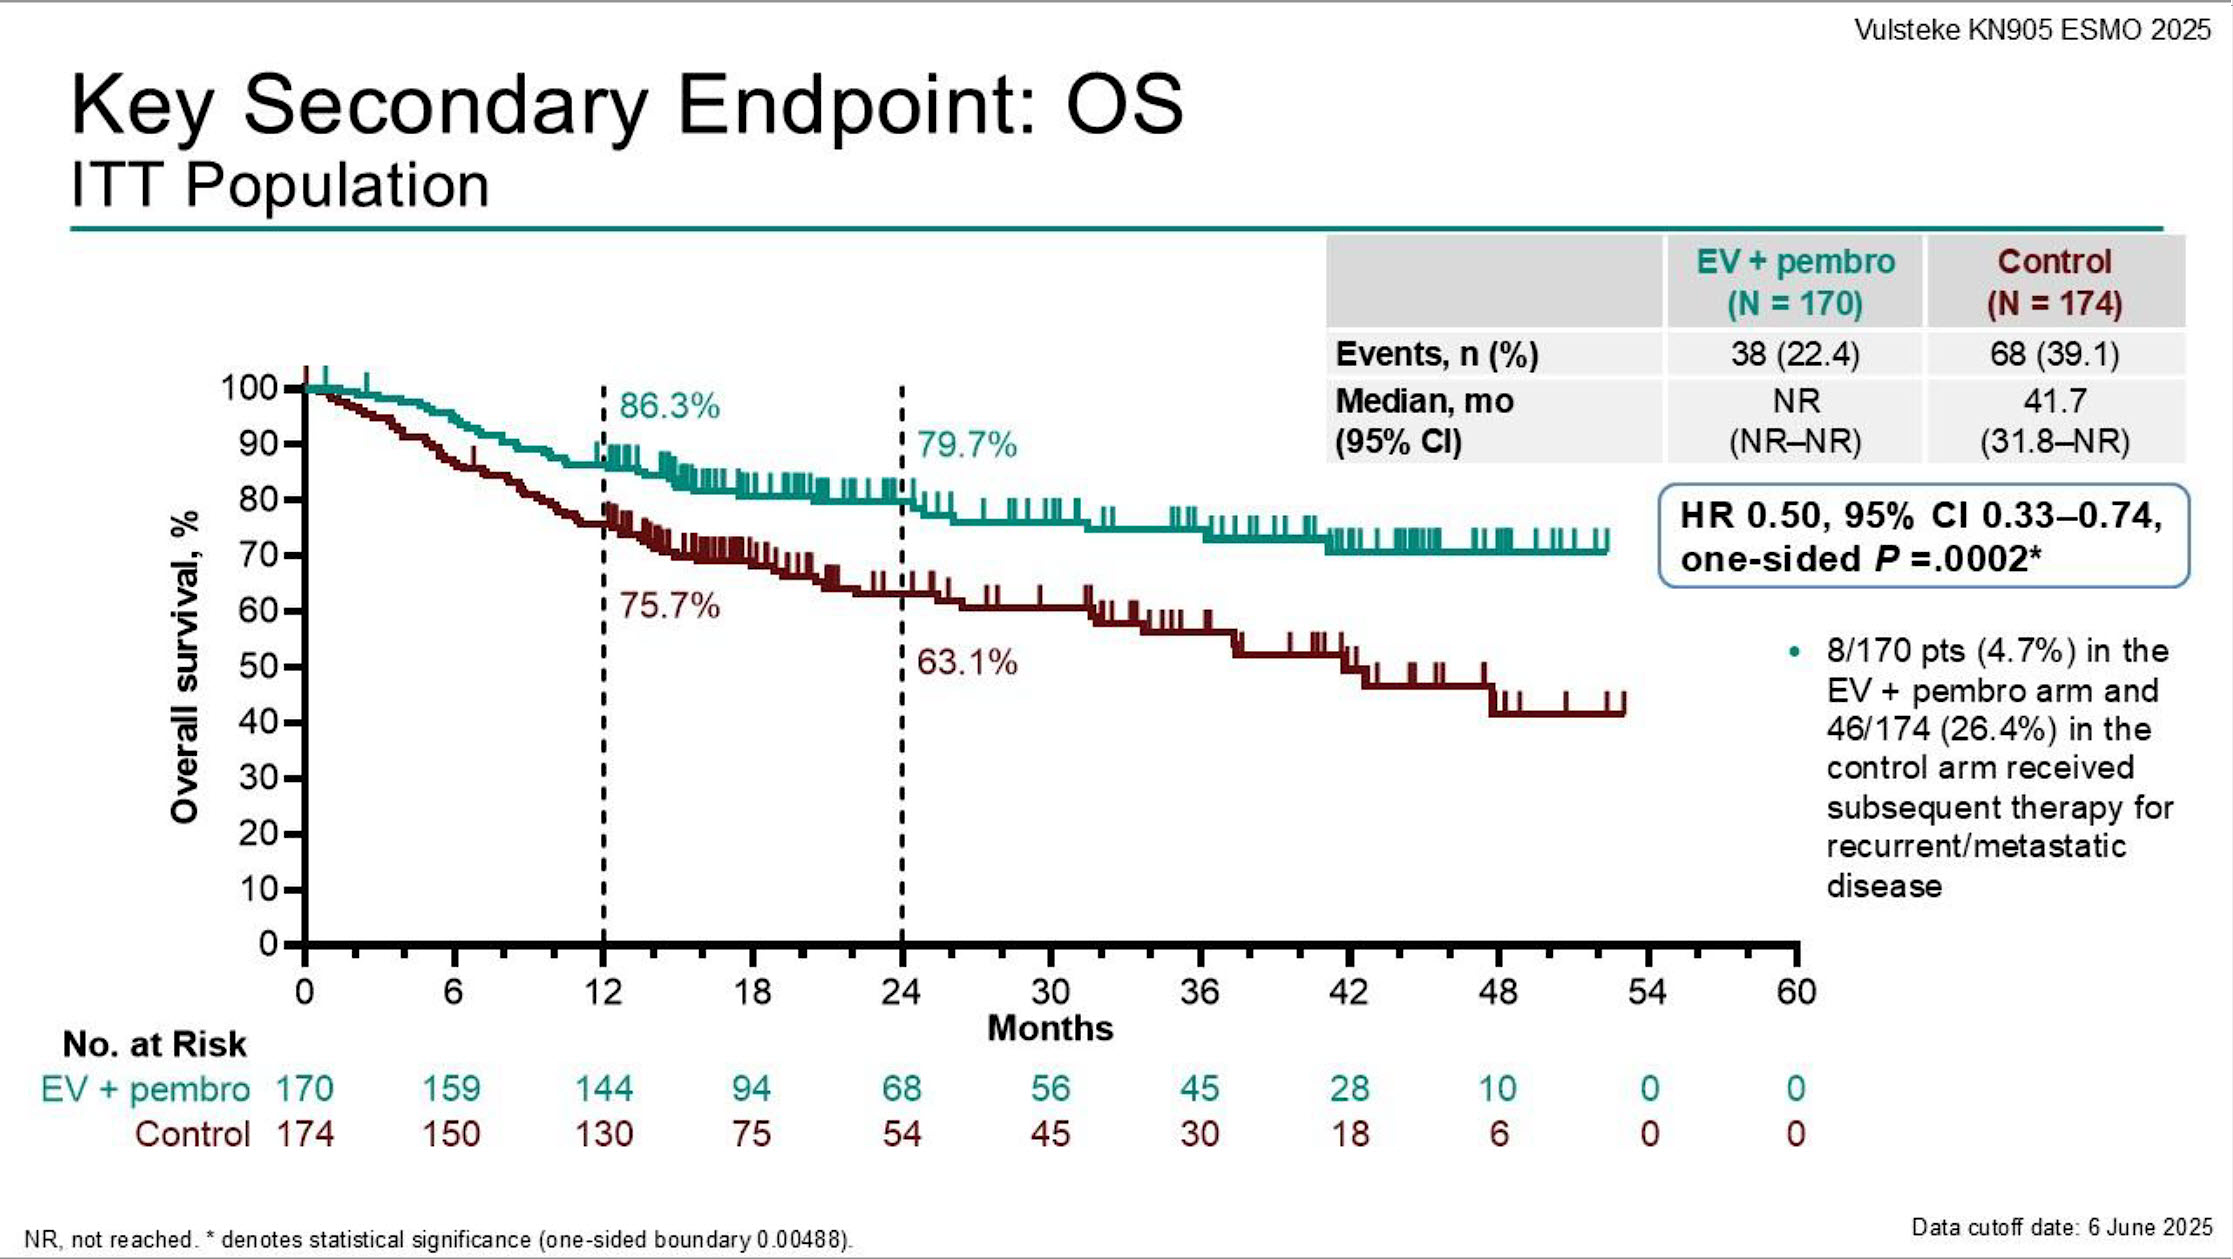 Vulsteke KN905 ESMO 2025
Key Secondary Endpoint: OS
ITT Population
EV + pembro Control
(N = 170) (N = 174)
Events, n (%) 38 (22.4) 68 (39.1)
Median, mo NR 41.7
(95% CI) (NR–NR) (31.8–NR)
HR 0.50, 95% CI 0.33–0.74,
one-sided P =.0002*
8/170 pts (4.7%) in the
EV + pembro arm and
46/174 (26.4%) in the
control arm received
subsequent therapy for
recurrent/metastatic
disease
Overall survival, %
100
90
80
70
60
50
40
30
20
10
0
86.3%
79.7%
75.7%
63.1%
0 6 12 18 24 30 36 42 48 54 60
Months
No. at Risk
EV + pembro 170 159 144 94 68 56 45 28 10 0 0
Control 174 150 130 75 54 45 30 18 6 0 0
NR, not reached. * denotes statistical significance (one-sided boundary 0.00488).
Data cutoff date: 6 June 2025